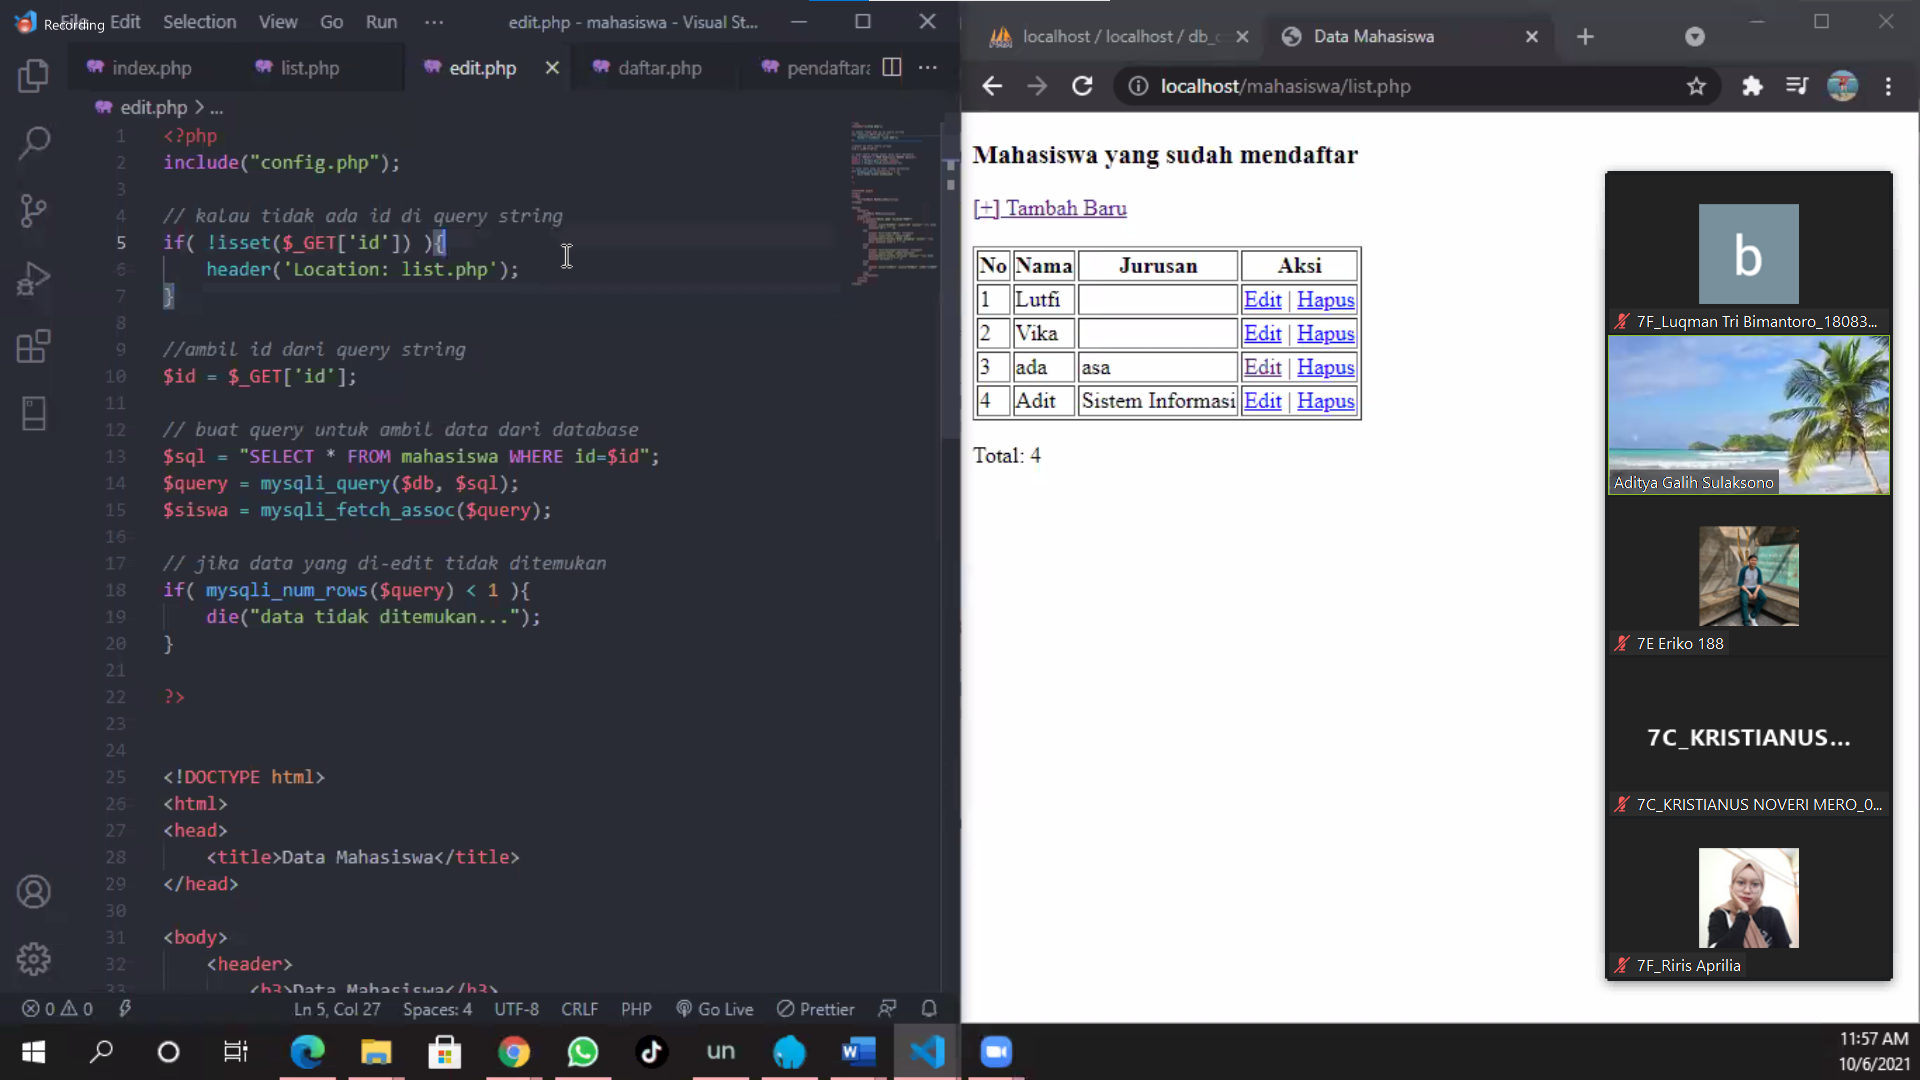 Recording
Edit Selection View Go Run ···
edit.php - mahasiswa - Visual St...
index.php list.php edit.php daftar.php pendaftara
edit.php > ...
1 <?php
2 include("config.php");
3
4 // kalau tidak ada id di query string
5 if( !isset($_GET['id']) ){
6 header('Location: list.php');
7 }
8
9 //ambil id dari query string
10 $id = $_GET['id'];
11
12 // buat query untuk ambil data dari database
13 $sql = "SELECT * FROM mahasiswa WHERE id=$id";
14 $query = mysqli_query($db, $sql);
15 $siswa = mysqli_fetch_assoc($query);
16
17 // jika data yang di-edit tidak ditemukan
18 if( mysqli_num_rows($query) < 1 ){
19 die("data tidak ditemukan...");
20 }
21
22 ?>
23
24
25 <!DOCTYPE html>
26 <html>
27 <head>
28 <title>Data Mahasiswa</title>
29 </head>
30
31 <body>
32 <header>
33 <h3>Data Mahasiswa</h3>
0 0 Ln 5, Col 27 Spaces: 4 UTF-8 CRLF PHP Go Live Prettier
localhost / localhost / db_
Data Mahasiswa
localhost/mahasiswa/list.php
Mahasiswa yang sudah mendaftar
[+] Tambah Baru
No Nama Jurusan Aksi
1 Lutfi Edit | Hapus
2 Vika Edit | Hapus
3 ada asa Edit | Hapus
4 Adit Sistem Informasi Edit | Hapus
Total: 4
b
7F_Luqman Tri Bimantoro_18083...
Aditya Galih Sulaksono
7E Eriko 188
7C_KRISTIANUS...
7C_KRISTIANUS NOVERI MERO_0...
7F_Riris Aprilia
un
W
11:57 AM
10/6/2021